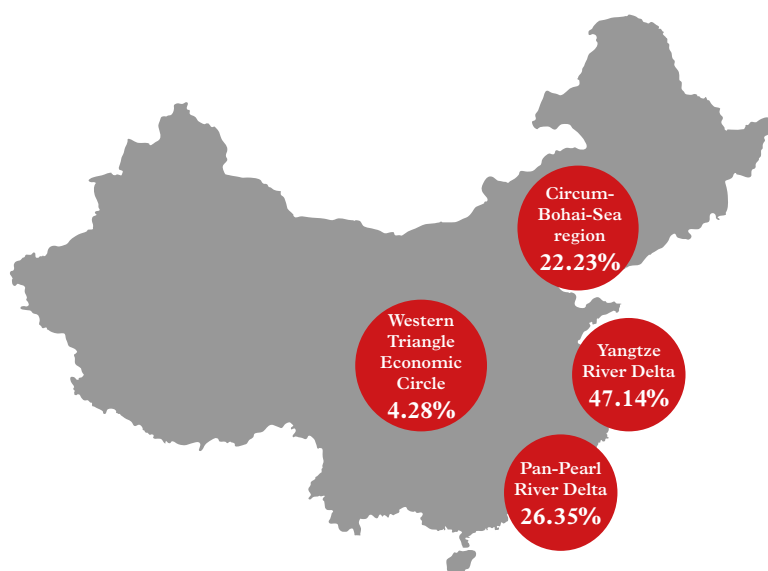 Circum-
Bohai-Sea
region
22.23%
Western
Triangle
Economic
Circle
4.28%
Yangtze
River Delta
47.14%
Pan-Pearl
River Delta
26.35%